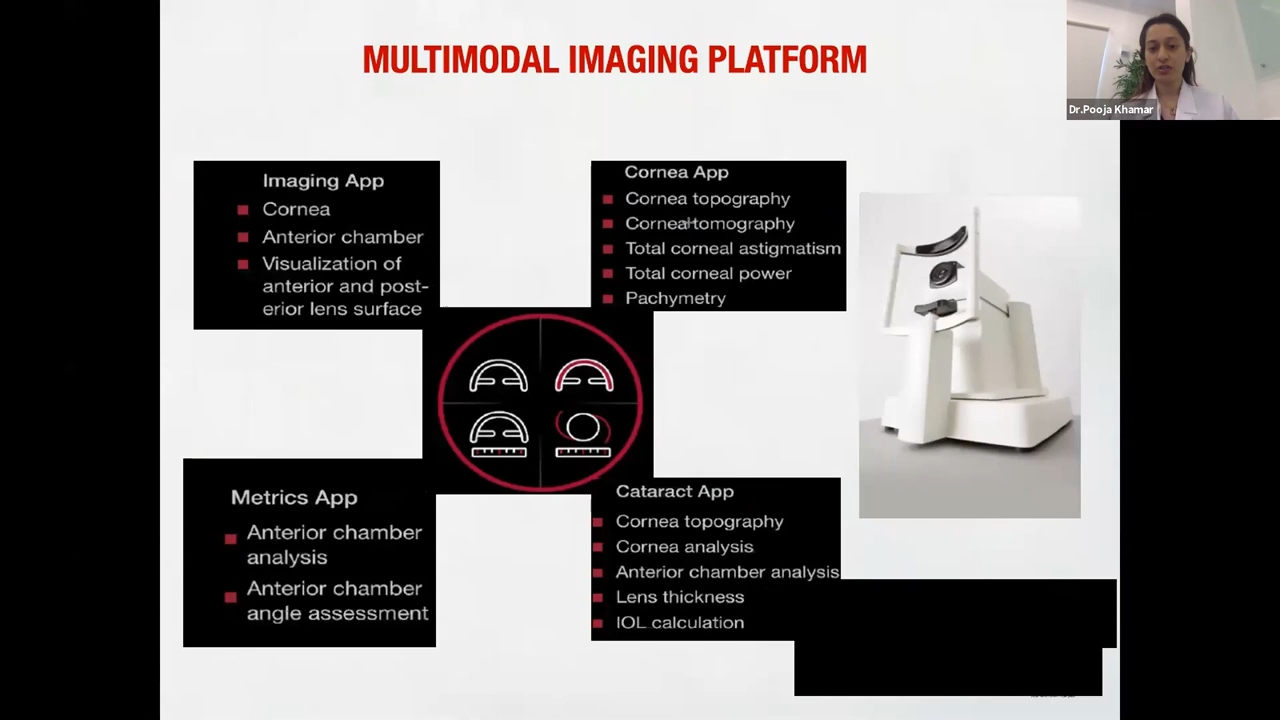 MULTIMODAL IMAGING PLATFORM
Dr.Pooja Khamar
Imaging App
Cornea
Anterior chamber
Visualization of
anterior and post-
erior lens surface
Cornea App
Cornea topography
Cornea tomography
Total corneal astigmatism
Total corneal power
Pachymetry
Metrics App
Anterior chamber
analysis
Anterior chamber
angle assessment
Cataract App
Cornea topography
Cornea analysis
Anterior chamber analysis
Lens thickness
IOL calculation